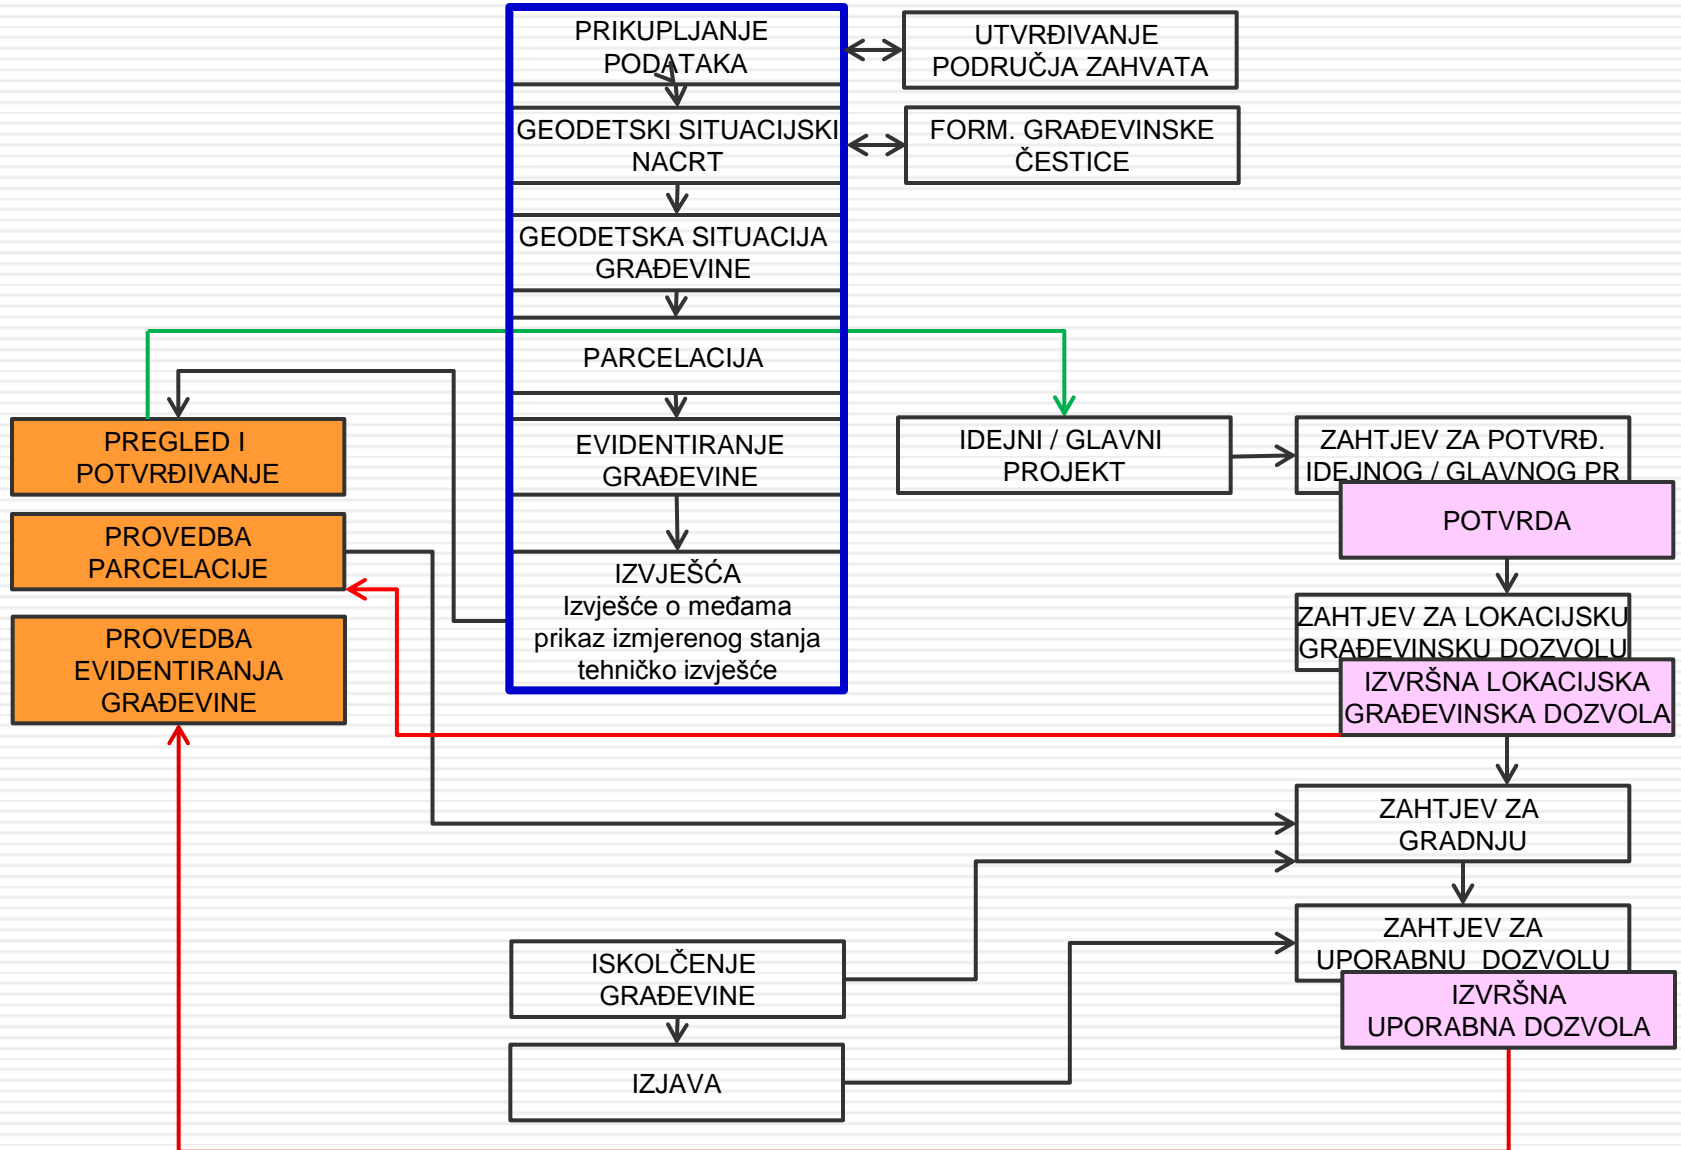 PRIKUPLJANJE
PODATAKA
UTVRĐIVANJE
PODRUČJA ZAHVATA
GEODETSKI SITUACIJSKI
NACRT
FORM. GRAĐEVINSKE
ČESTICE
GEODETSKA SITUACIJA
GRAĐEVINE
PARCELACIJA
PREGLED I
POTVRĐIVANJE
EVIDENTIRANJE
GRAĐEVINE
IDEJNI / GLAVNI
PROJEKT
ZAHTJEV ZA POTVRĐ.
IDEJNOG / GLAVNOG PR
POTVRDA
PROVEDBA
PARCELACIJE
IZVJEŠĆA
Izvješće o međama
prikaz izmjerenog stanja
tehničko izvješće
PROVEDBA
EVIDENTIRANJA
GRAĐEVINE
ZAHTJEV ZA LOKACIJSKU
GRAĐEVINSKU DOZVOLU
IZVRŠNA LOKACIJSKA
GRAĐEVINSKA DOZVOLA
ZAHTJEV ZA
GRADNJU
ZAHTJEV ZA
UPORABNU DOZVOLU
ISKOLČENJE
GRAĐEVINE
IZVRŠNA
UPORABNA DOZVOLA
IZJAVA